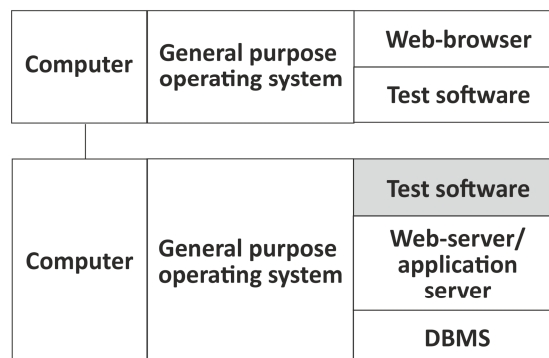 Computer
General purpose
operating system
Web-browser
Test software
Computer
General purpose
operating system
Test software
Web-server/
application
server
DBMS